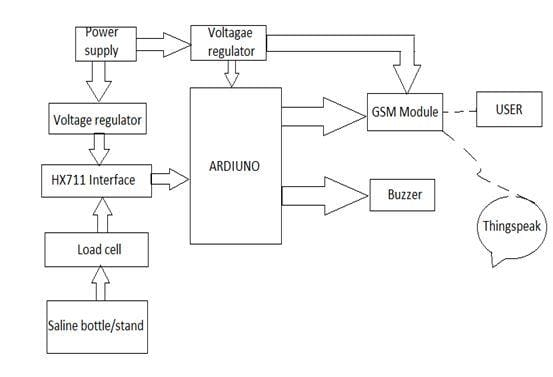 Power
supply
Voltagae
regulator
Voltage regulator
GSM Module
USER
HX711 Interface
ARDIUNO
Buzzer
Thingspeak
Load cell
Saline bottle/stand